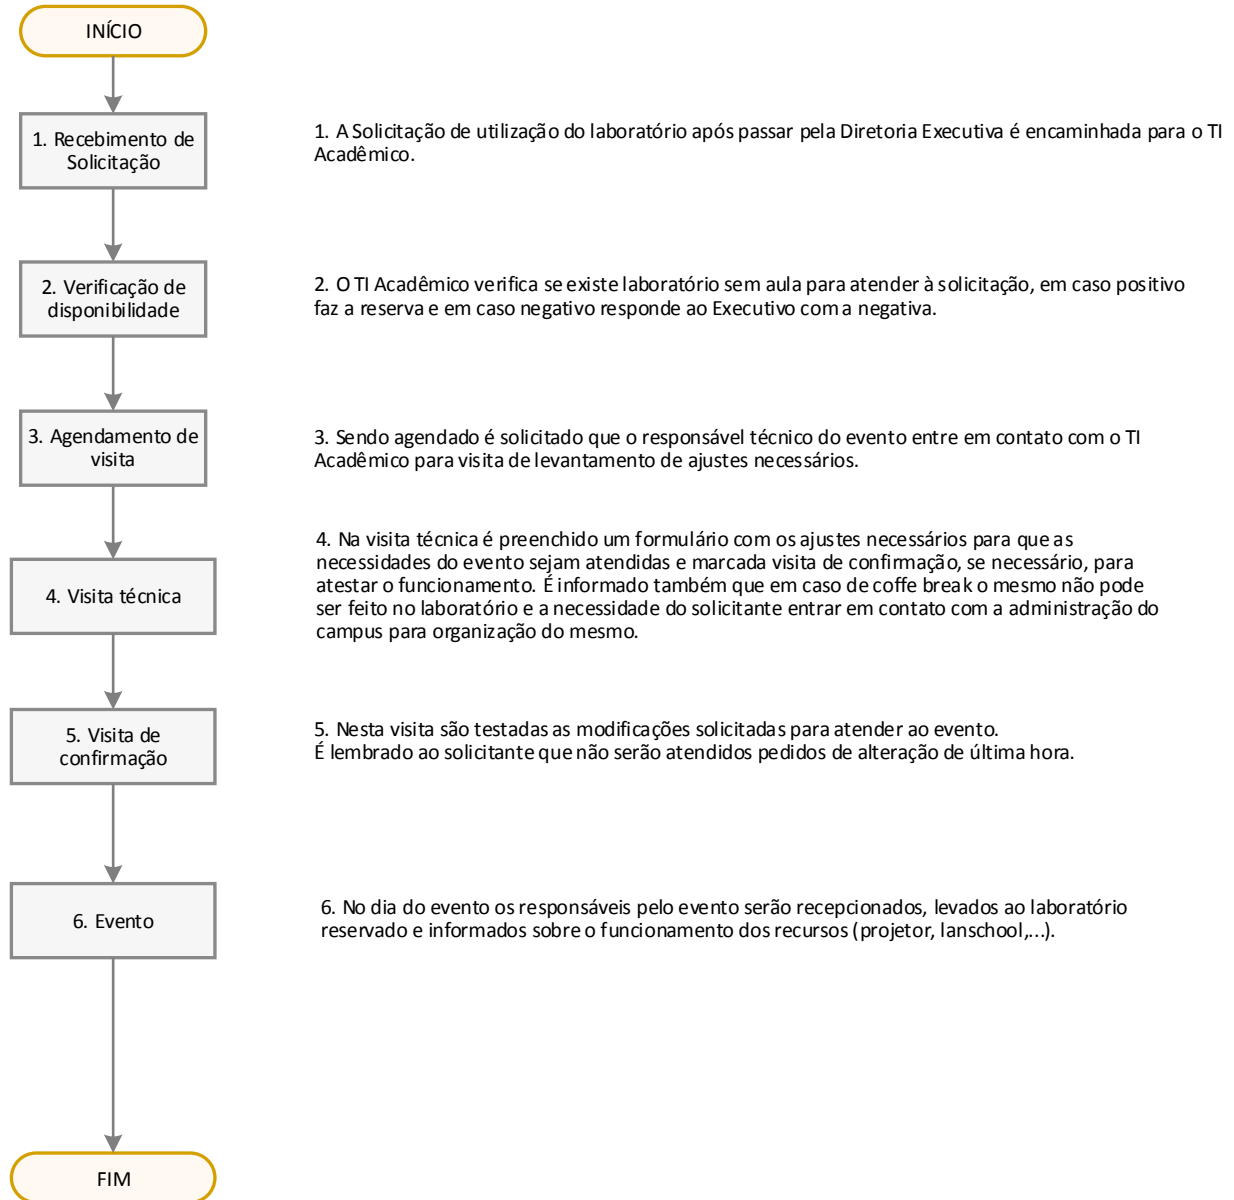 INÍCIO
1. Recebimento de
Solicitação
1. A Solicitação de utilização do laboratório após passar pela Diretoria Executiva é encaminhada para o TI
Acadêmico.
2. Verificação de
disponibilidade
2. O TI Acadêmico verifica se existe laboratório sem aula para atender à solicitação, em caso positivo
faz a reserva e em caso negativo responde ao Executivo com a negativa.
3. Agendamento de
visita
3. Sendo agendado é solicitado que o responsável técnico do evento entre em contato com o TI
Acadêmico para visita de levantamento de ajustes necessários.
4. Visita técnica
4. Na visita técnica é preenchido um formulário com os ajustes necessários para que as
necessidades do evento sejam atendidas e marcada visita de confirmação, se necessário, para
atestar o funcionamento. É informado também que em caso de coffe break o mesmo não pode
ser feito no laboratório e a necessidade do solicitante entrar em contato com a administração do
campus para organização do mesmo.
5. Visita de
confirmação
5. Nesta visita são testadas as modificações solicitadas para atender ao evento.
É lembrado ao solicitante que não serão atendidos pedidos de alteração de última hora.
6. Evento
6. No dia do evento os responsáveis pelo evento serão recepcionados, levados ao laboratório
reservado e informados sobre o funcionamento dos recursos (projetor, lanschool,...).
FIM